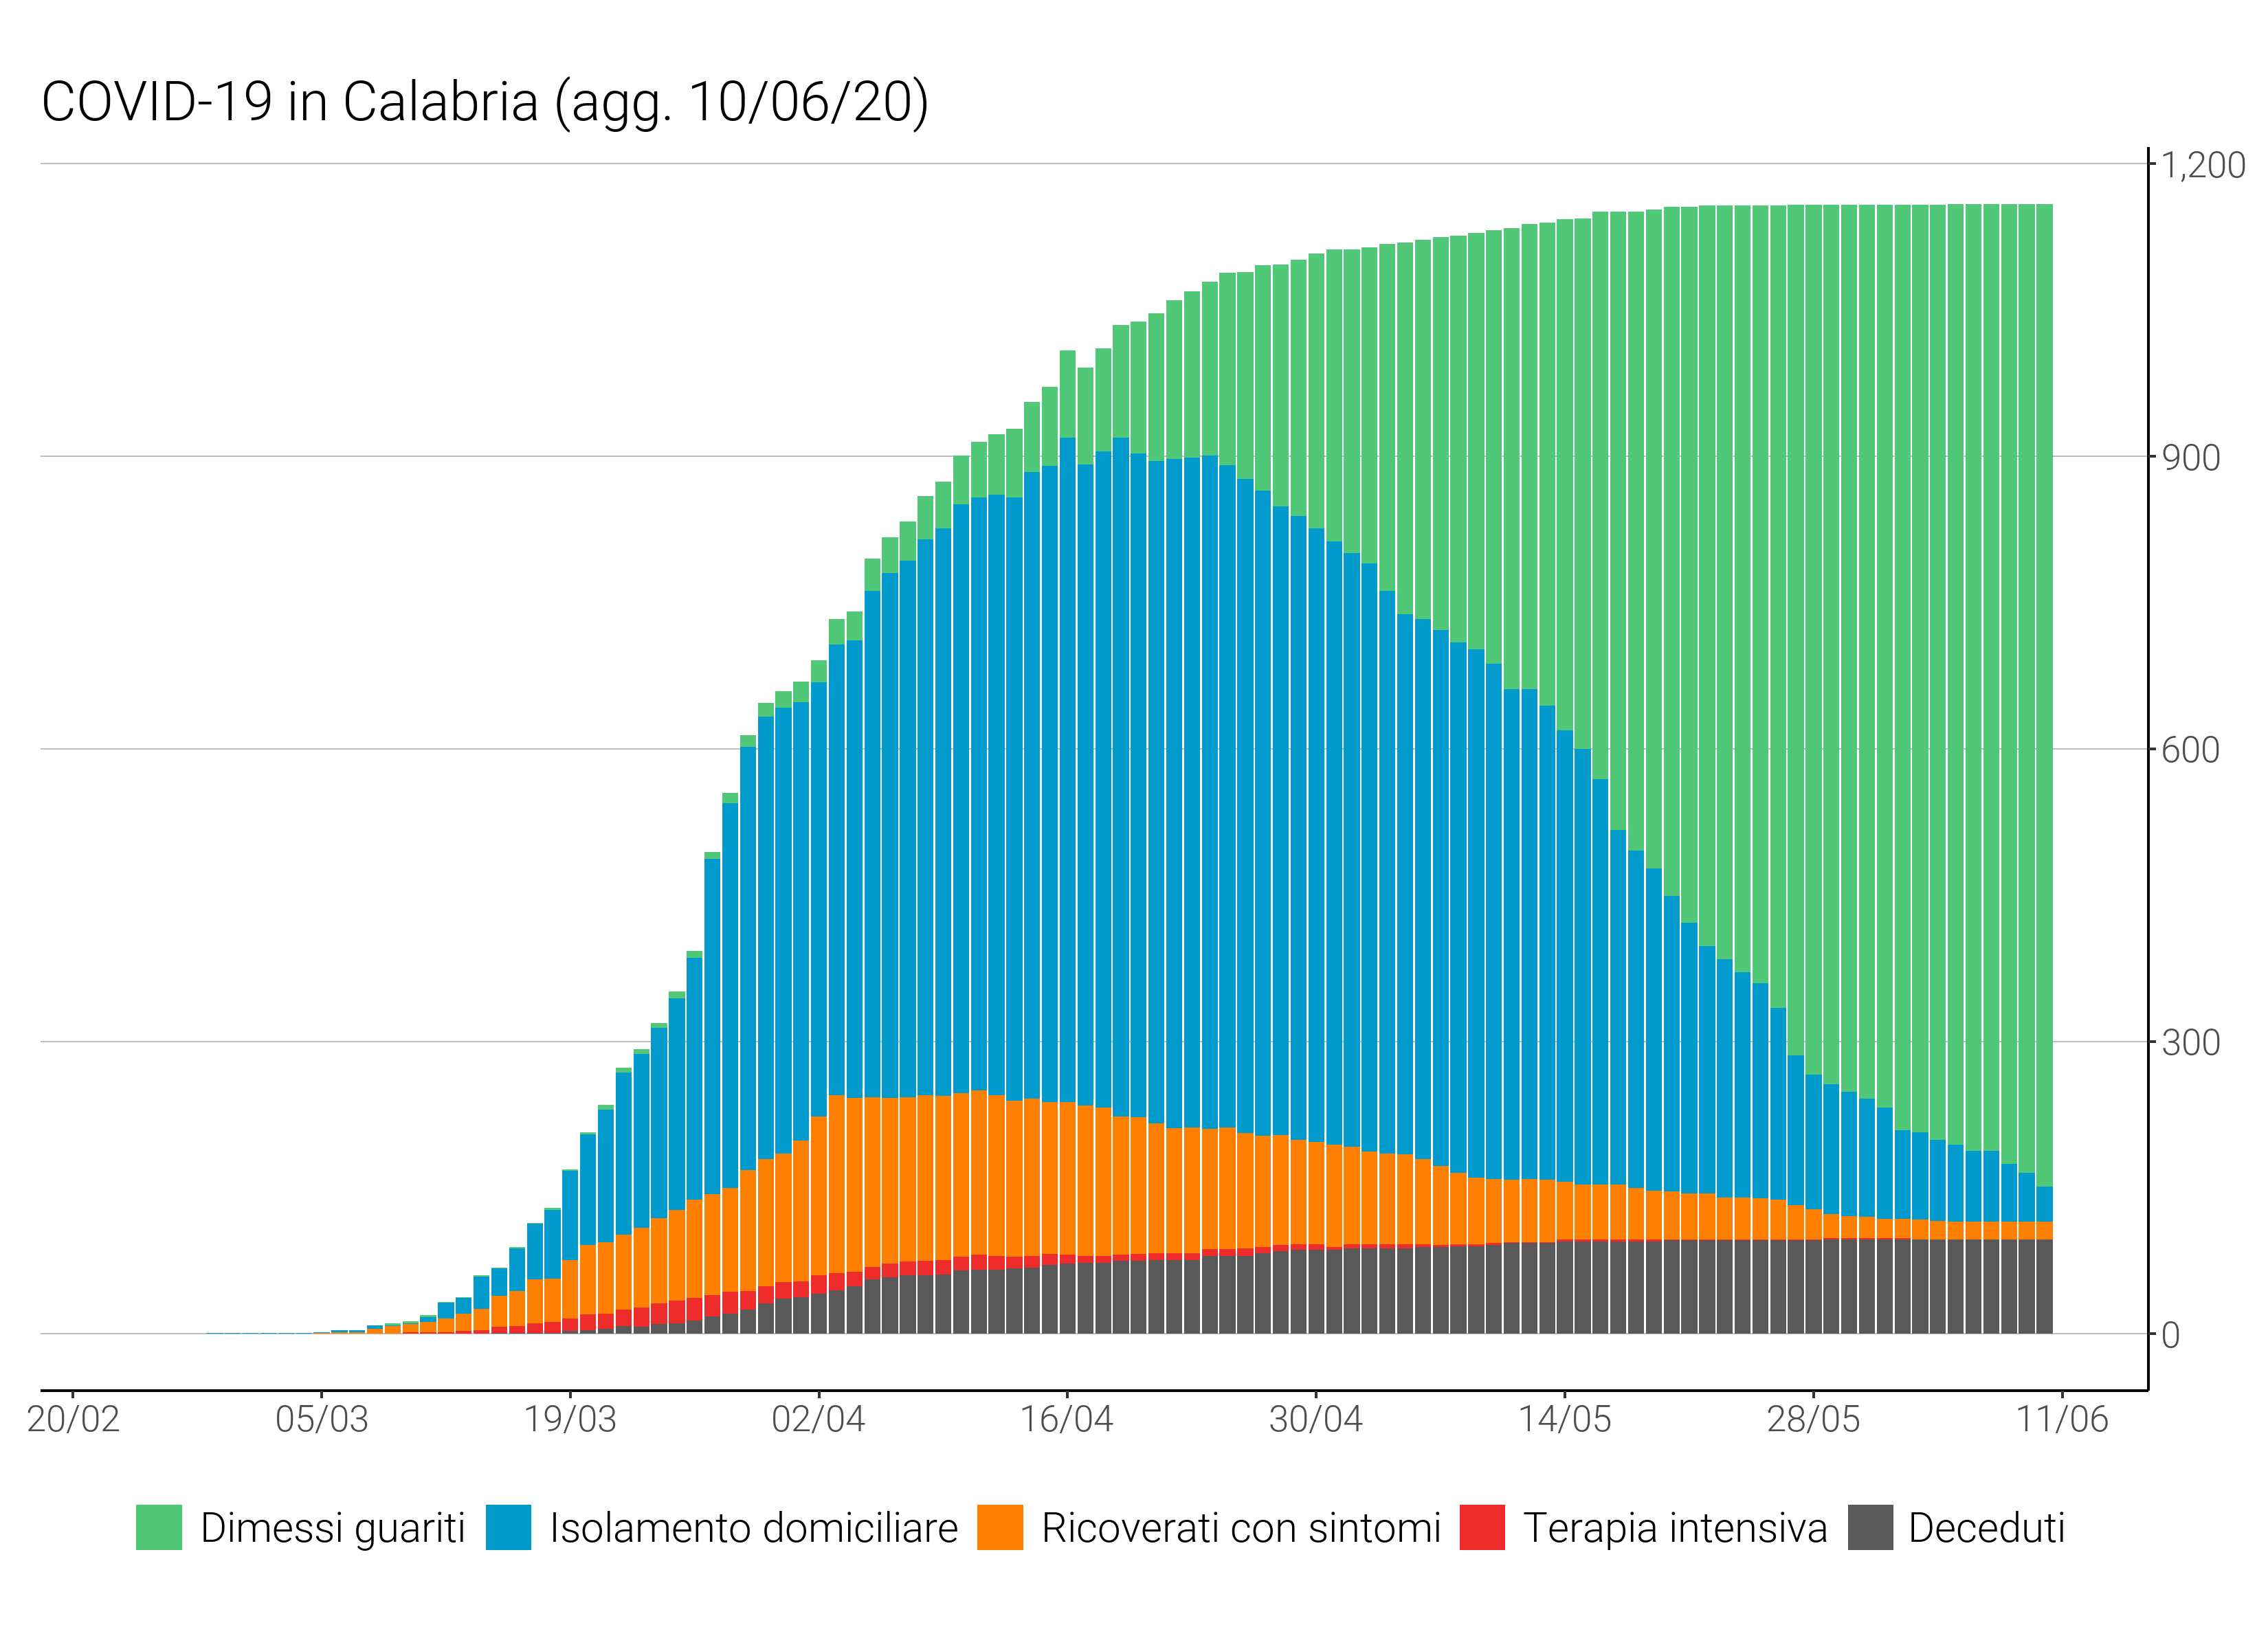 COVID-19 in Calabria (agg. 10/06/20)
1,200
900
600
300
0
20/02 05/03 19/03 02/04 16/04 30/04 14/05 28/05 11/06
Dimessi guariti Isolamento domiciliare Ricoverati con sintomi Terapia intensiva Deceduti